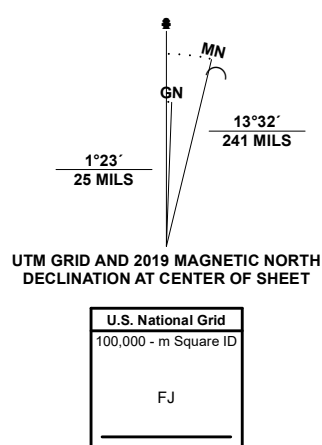 MN
GN
13°32´
241 MILS
1°23´
25 MILS
UTM GRID AND 2019 MAGNETIC NORTH
DECLINATION AT CENTER OF SHEET
U.S. National Grid
100,000 - m Square ID
FJ